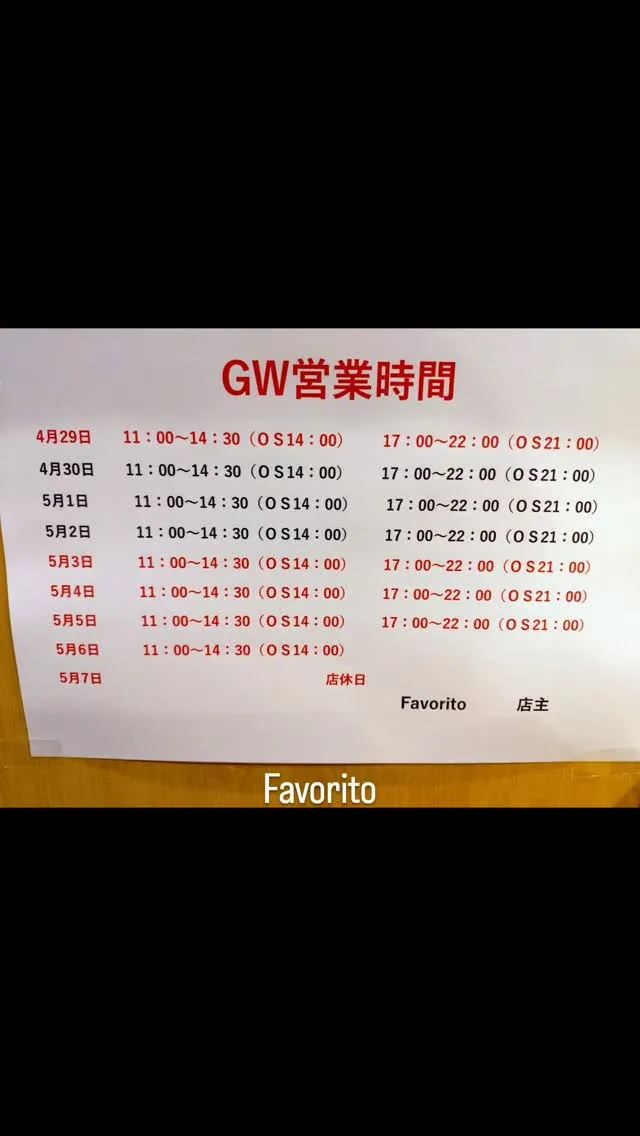 GW営業時間
4月29日 11：00～14：30（ＯＳ14：00） 17：00～22：00（ＯＳ21：00）
4月30日 11：00～14：30（ＯＳ14：00） 17：00～22：00（ＯＳ21：00）
5月1日 11：00～14：30（ＯＳ14：00） 17：00～22：00（ＯＳ21：00）
5月2日 11：00～14：30（ＯＳ14：00） 17：00～22：00（ＯＳ21：00）
5月3日 11：00～14：30（ＯＳ14：00） 17：00～22：00（ＯＳ21：00）
5月4日 11：00～14：30（ＯＳ14：00） 17：00～22：00（ＯＳ21：00）
5月5日 11：00～14：30（ＯＳ14：00） 17：00～22：00（ＯＳ21：00）
5月6日 11：00～14：30（ＯＳ14：00）
5月7日 店休日
Favorito 店主
Favorito